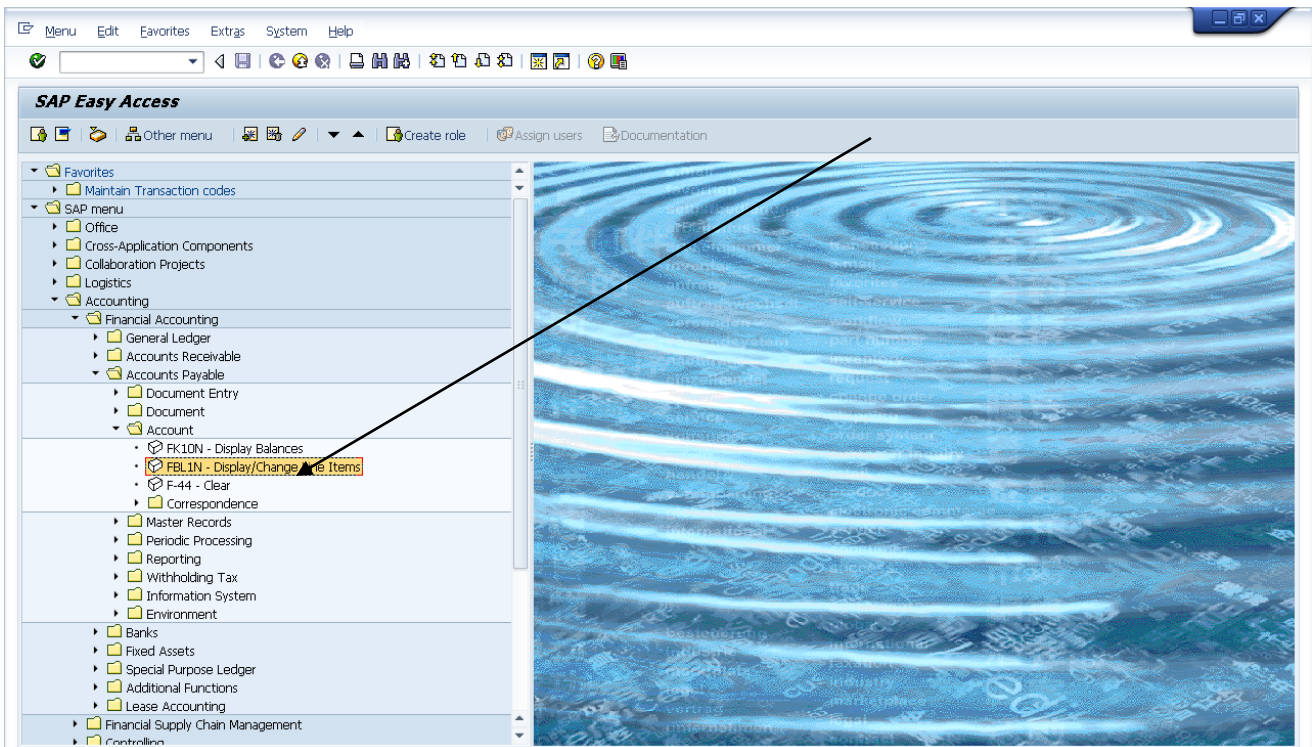 Menu Edit Favorites Extras System Help
SAP Easy Access
Other menu Create role Assign users Documentation
Favorites
Maintain Transaction codes
SAP menu
Office
Cross-Application Components
Collaboration Projects
Logistics
Accounting
Financial Accounting
General Ledger
Accounts Receivable
Accounts Payable
Document Entry
Document
Account
FK10N - Display Balances
FBL1N - Display/Change Line Items
F-44 - Clear
Correspondence
Master Records
Periodic Processing
Reporting
Withholding Tax
Information System
Environment
Banks
Fixed Assets
Special Purpose Ledger
Additional Functions
Lease Accounting
Financial Supply Chain Management
Controlling